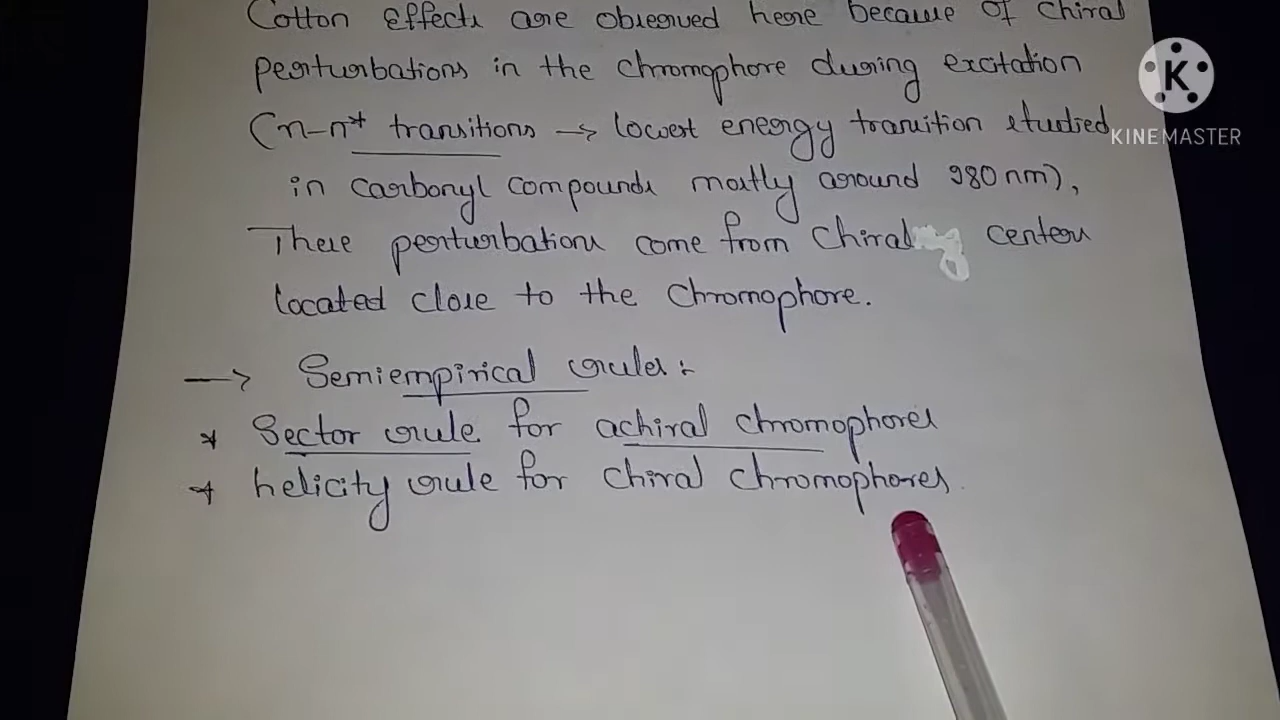 Cotton Effects are observed here because of chiral
perturbations in the chromophore during excitation
(n-π* transitions → lowest energy transition studied
in carbonyl compounds mostly around 980 nm),
These perturbations come from chiral centers
located close to the chromophore.
→ Semiempirical rules:-
* Sector rule for achiral chromophores
* helicity rule for chiral chromophores.
K
KINEMASTER